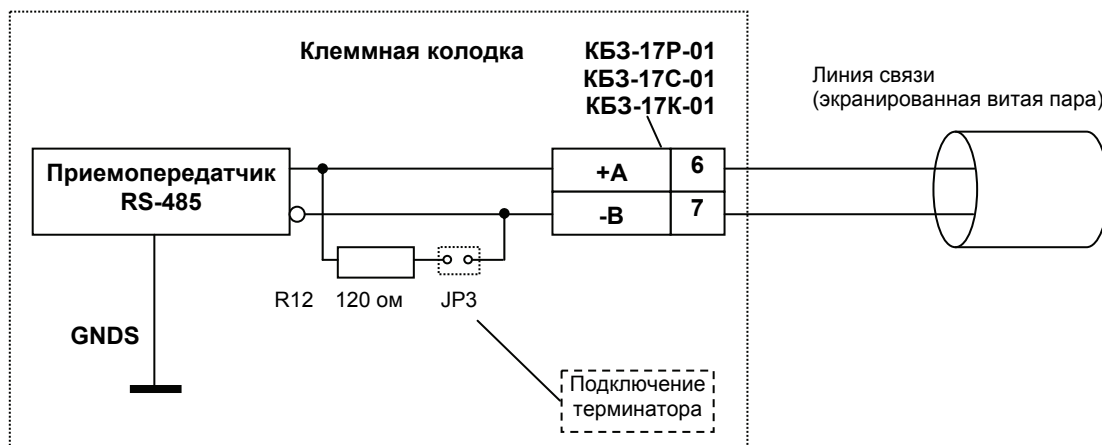 Клеммная колодка
КБЗ-17Р-01
КБЗ-17С-01
КБЗ-17К-01
Линия связи
(экранированная витая пара)
Приемопередатчик
RS-485
+A
6
-B
7
R12
120 ом
JP3
GNDS
Подключение
терминатора